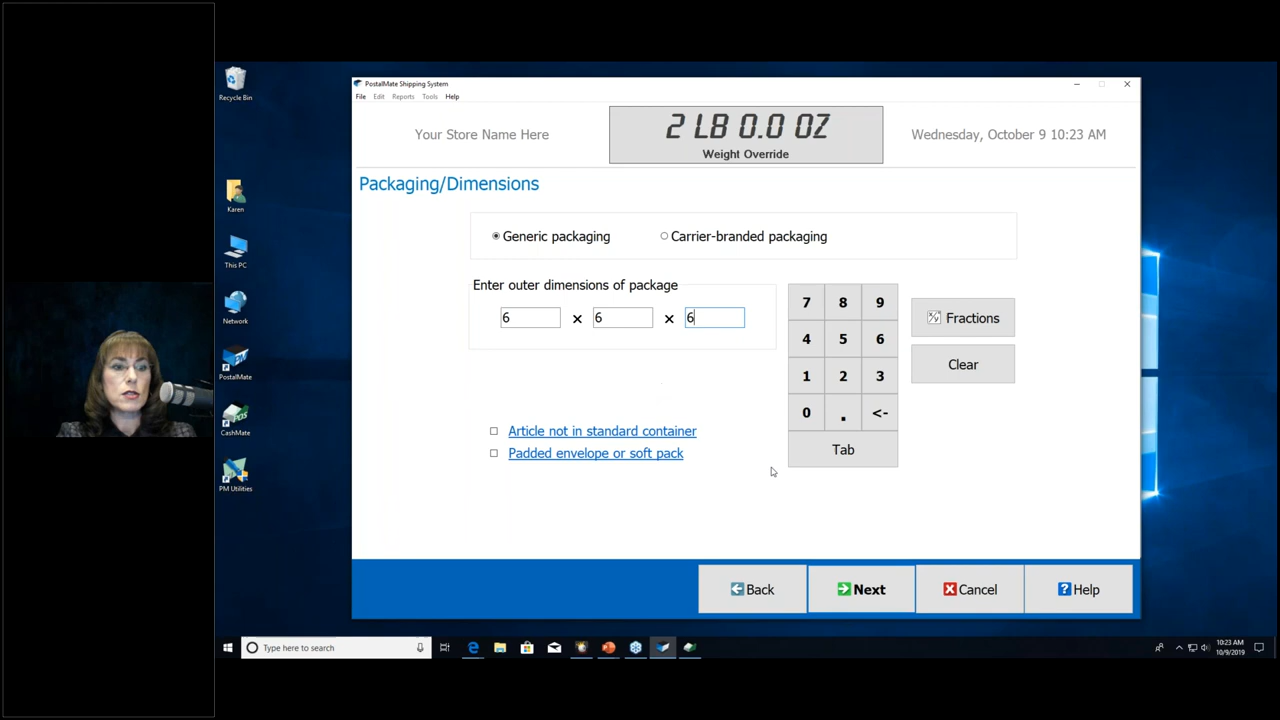 Recycle Bin
Karen
This PC
Network
PostalMate
CashMate
PM Utilities
PostalMate Shipping System
File Edit Reports Tools Help
Your Store Name Here
2 LB 0.0 OZ
Weight Override
Wednesday, October 9 10:23 AM
Packaging/Dimensions
Generic packaging
Carrier-branded packaging
Enter outer dimensions of package
6 × 6 × 6
7 8 9
4 5 6
1 2 3
0 . <-
Tab
Fractions
Clear
Article not in standard container
Padded envelope or soft pack
Back
Next
Cancel
? Help
Type here to search
10:23 AM
10/9/2019